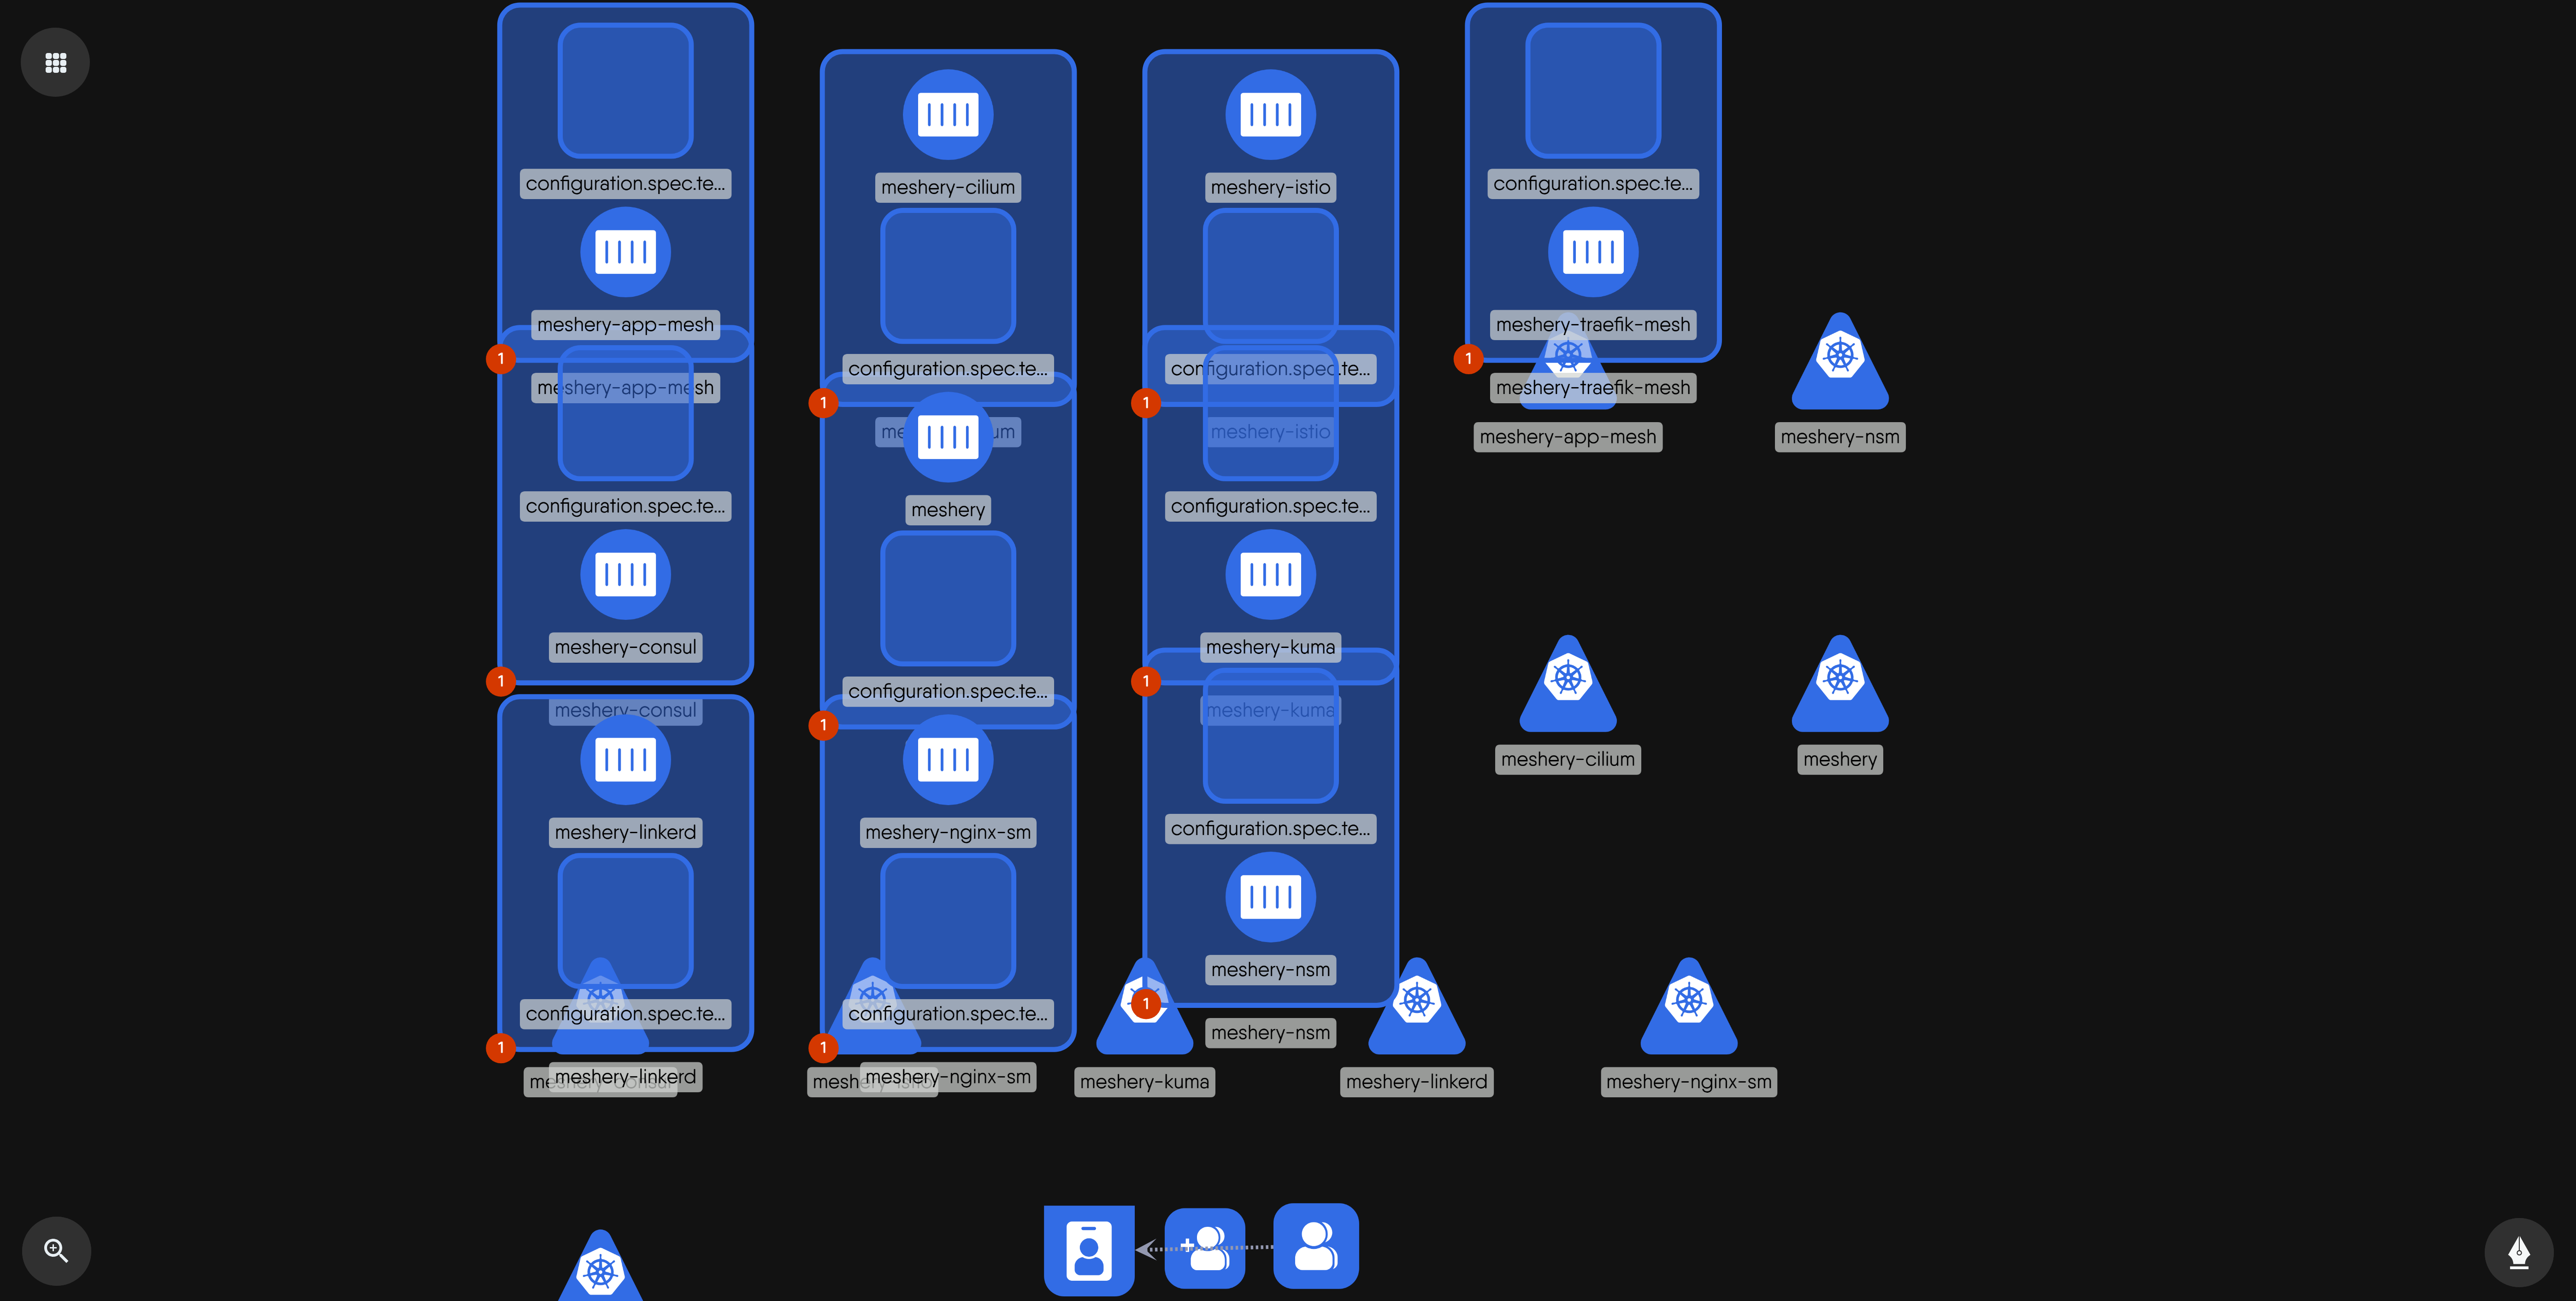 configuration.spec.te...
meshery-app-mesh
1
meshery-app-mesh
configuration.spec.te...
meshery-consul
1
meshery-consul
meshery-linkerd
configuration.spec.te...
1
meshery-linkerd
meshery-cilium
configuration.spec.te...
1
meshery
configuration.spec.te...
1
meshery-nginx-sm
configuration.spec.te...
1
meshery-nginx-sm
meshery-istio
configuration.spec.te...
1
meshery-istio
configuration.spec.te...
meshery-kuma
1
meshery-kuma
configuration.spec.te...
meshery-nsm
1
meshery-nsm
configuration.spec.te...
meshery-traefik-mesh
1
meshery-traefik-mesh
meshery-app-mesh
meshery-nsm
meshery-cilium
meshery
meshery-kuma
meshery-linkerd
meshery-nginx-sm